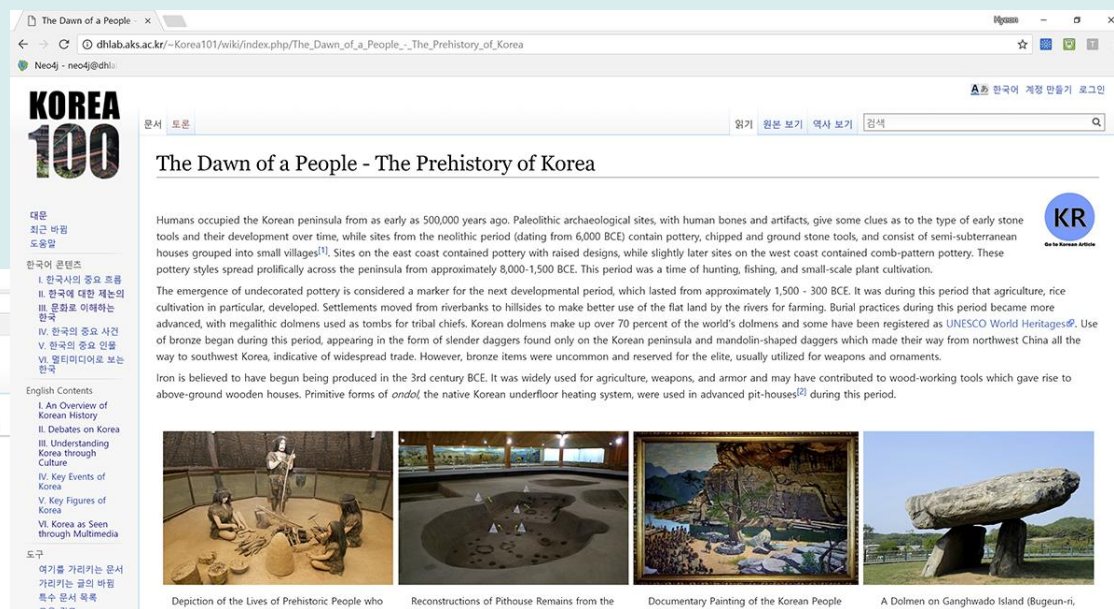 The Dawn of a People -
Hyeon
dhlab.aks.ac.kr/~Korea101/wiki/index.php/The_Dawn_of_a_People_-_The_Prehistory_of_Korea
Neo4j - neo4j@dhla
KOREA
100
한국어 계정 만들기 로그인
문서 토론
읽기 원본 보기 역사 보기 검색
The Dawn of a People - The Prehistory of Korea
KR
Go to Korean Article
Humans occupied the Korean peninsula from as early as 500,000 years ago. Paleolithic archaeological sites, with human bones and artifacts, give some clues as to the type of early stone
tools and their development over time, while sites from the neolithic period (dating from 6,000 BCE) contain pottery, chipped and ground stone tools, and consist of semi-subterranean
houses grouped into small villages[1]. Sites on the east coast contained pottery with raised designs, while slightly later sites on the west coast contained comb-pattern pottery. These
pottery styles spread prolifically across the peninsula from approximately 8,000-1,500 BCE. This period was a time of hunting, fishing, and small-scale plant cultivation.
The emergence of undecorated pottery is considered a marker for the next developmental period, which lasted from approximately 1,500 - 300 BCE. It was during this period that agriculture, rice
cultivation in particular, developed. Settlements moved from riverbanks to hillsides to make better use of the flat land by the rivers for farming. Burial practices during this period became more
advanced, with megalithic dolmens used as tombs for tribal chiefs. Korean dolmens make up over 70 percent of the world's dolmens and some have been registered as UNESCO World Heritages. Use
of bronze began during this period, appearing in the form of slender daggers found only on the Korean peninsula and mandolin-shaped daggers which made their way from northwest China all the
way to southwest Korea, indicative of widespread trade. However, bronze items were uncommon and reserved for the elite, usually utilized for weapons and ornaments.
Iron is believed to have begun being produced in the 3rd century BCE. It was widely used for agriculture, weapons, and armor and may have contributed to wood-working tools which gave rise to
above-ground wooden houses. Primitive forms of ondol( the native Korean underfloor heating system, were used in advanced pit-houses[2] during this period.
Depiction of the Lives of Prehistoric People who
Reconstructions of Pithouse Remains from the
Documentary Painting of the Korean People
A Dolmen on Ganghwado Island (Bugeun-ri,
대문
최근 바뀜
도움말
한국어 콘텐츠
I. 한국사의 중요 흐름
II. 한국에 대한 제논의
III. 문화로 이해하는
한국
IV. 한국의 중요 사건
V. 한국의 중요 인물
VI. 멀티미디어로 보는
한국
English Contents
I. An Overview of
Korean History
II. Debates on Korea
III. Understanding
Korea through
Culture
IV. Key Events of
Korea
V. Key Figures of
Korea
VI. Korea as Seen
through Multimedia
도구
여기를 가리키는 문서
가리키는 글의 바뀜
특수 문서 목록